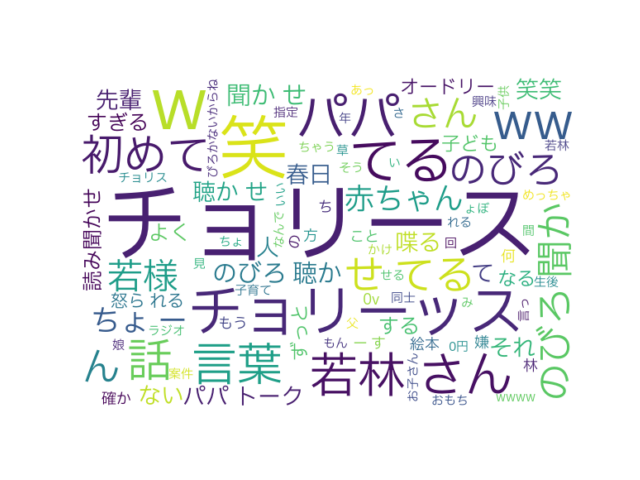 先輩
w
聞か せ
パパ
オードリー
さん
笑笑
すぎる
ぴろかないからね
指定
年
あっ
さ
興味
子供
ww
初めて
笑
ちゃう
草
てる
子ども
のびろ
若林
チョリス
春日
そう
い
めっちゃ
読み聞かせ
聴か せ
いい
なんで
ち
赤ちゃん
れる
ょぽ
チョリース
よく
ちょ
人
の
方
こと
かけ
喋る
回
何
間
のびろ 聞か
若様
見
のびろ 聴か
せ てる
せる
て
なる
生後
怒ら れる
子育て
チョリーッス
0v
同士
み
言っ
ちょー
ラジオ
もう
ずっと
父
する
ん
娘
話
案件
言葉
もん
ーす
絵本
0円
嫌
それ
林
確か
ない
パパ トーク
若林 さん
お子さん
おもち
wwww